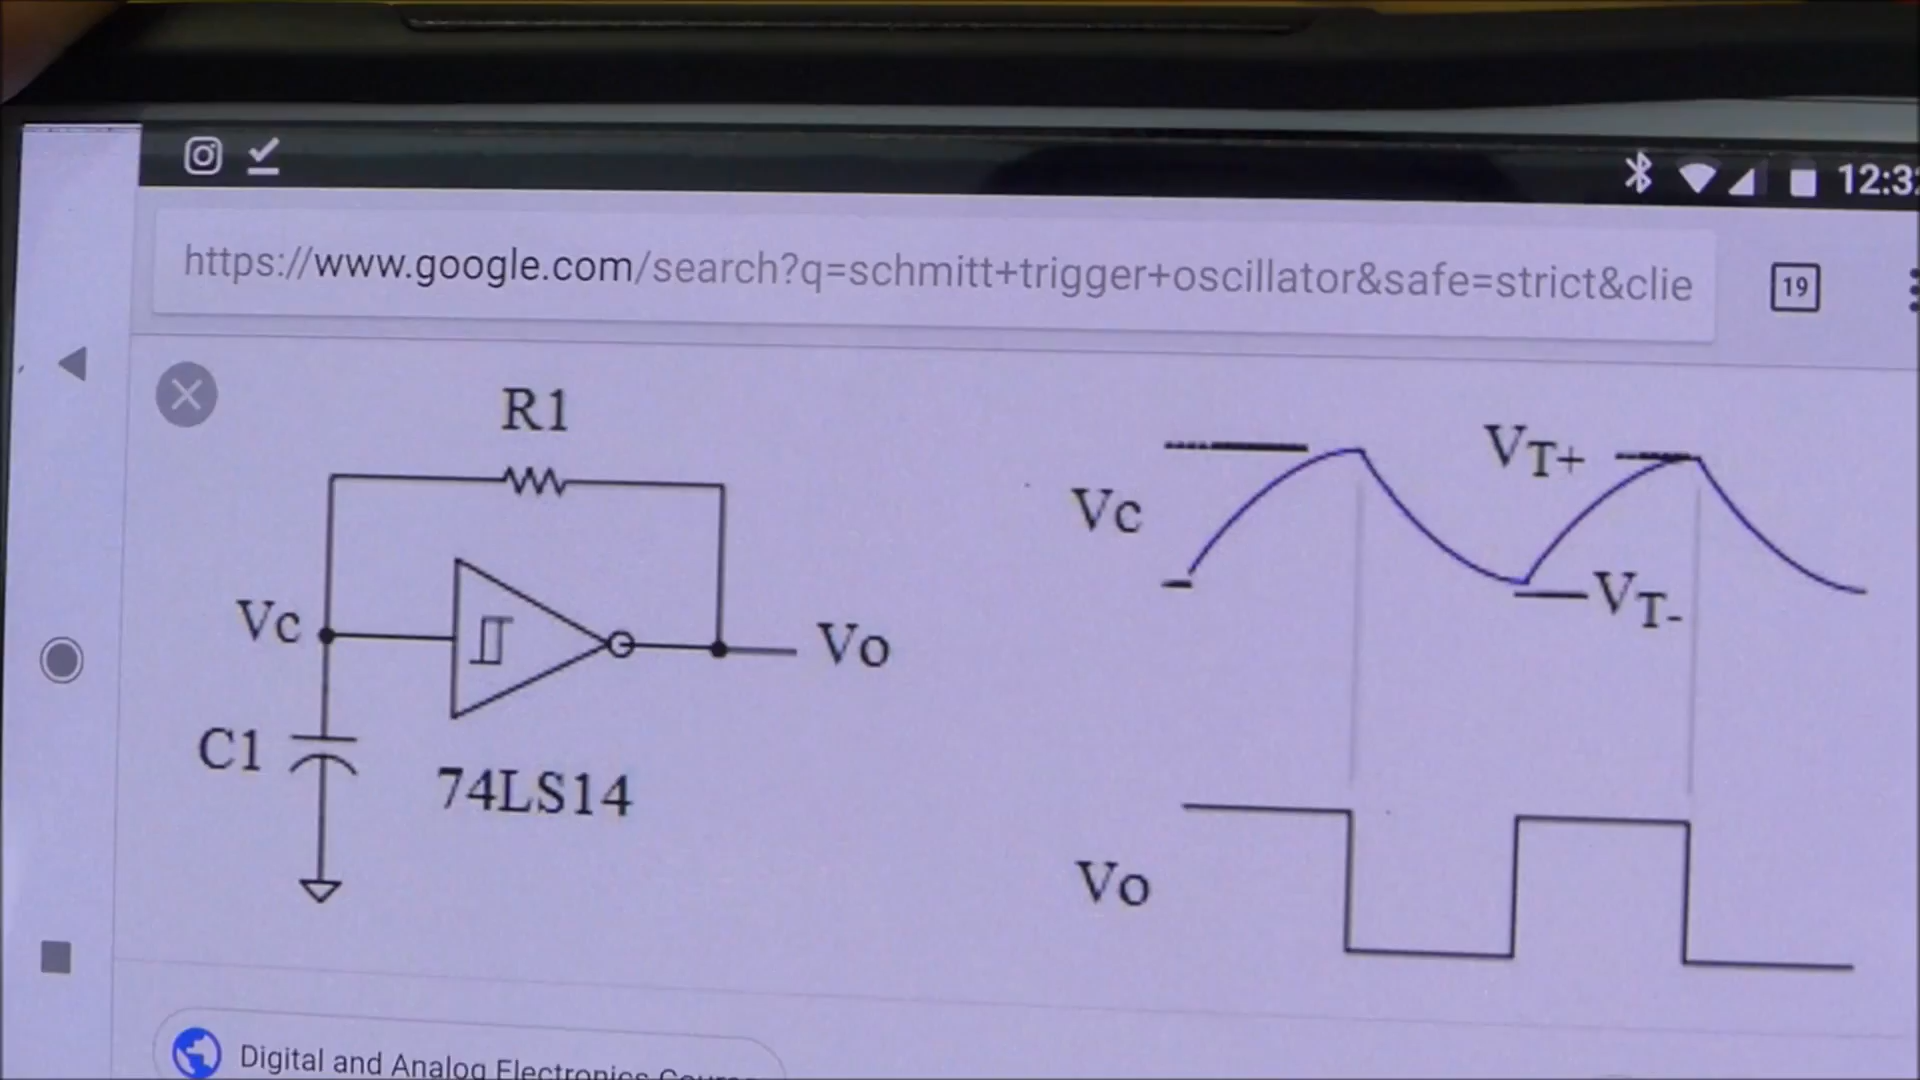 12:3
https://www.google.com/search?q=schmitt+trigger+oscillator&safe=strict&clie
19
R1
Vc
Vo
C1
74LS14
Vc
VT+
VT-
Vo
Digital and Analog Electronics